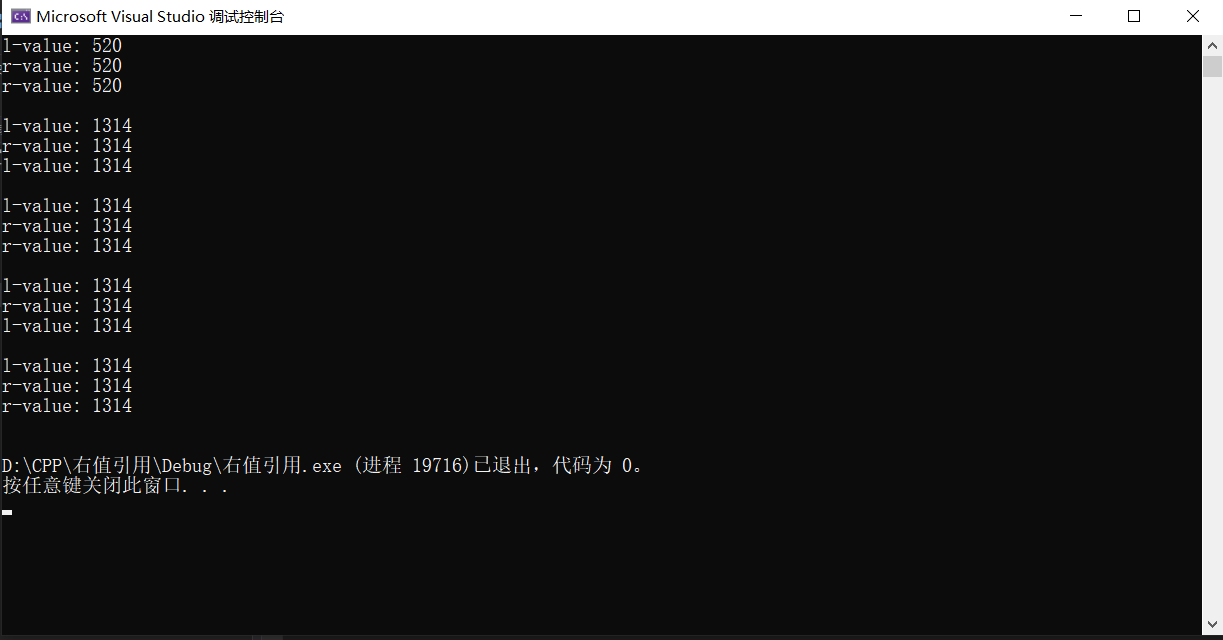 Microsoft Visual Studio 调试控制台
l-value: 520
r-value: 520
r-value: 520
l-value: 1314
r-value: 1314
l-value: 1314
l-value: 1314
r-value: 1314
r-value: 1314
l-value: 1314
r-value: 1314
l-value: 1314
l-value: 1314
r-value: 1314
r-value: 1314
D:\CPP\右值引用\Debug\右值引用.exe (进程 19716)已退出，代码为 0。
按任意键关闭此窗口. . .